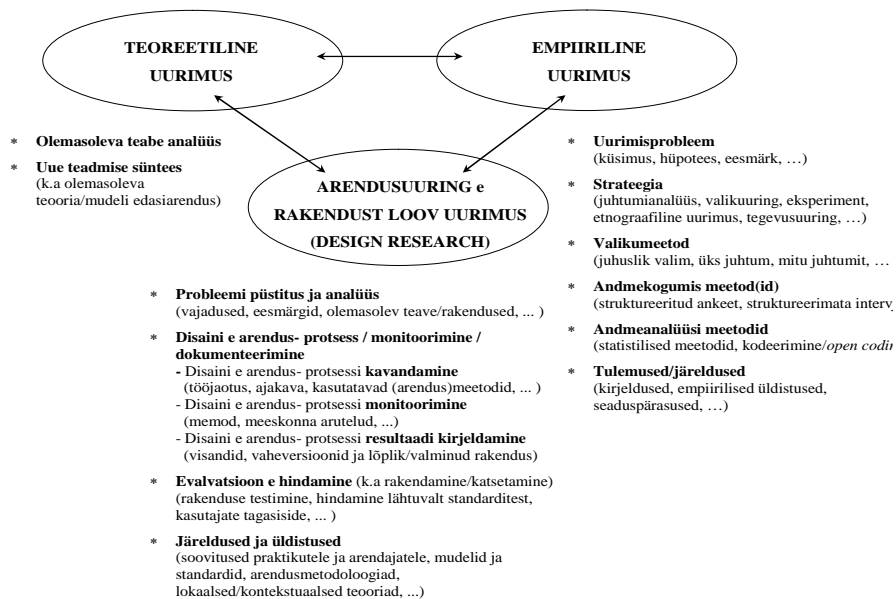 TEOREETILINE
UURIMUS
EMPIIRILINE
UURIMUS
* Olemasoleva teabe analüüs
* Uue teadmise süntees
(k.a olemasoleva
teooria/mudeli edasiarendus)
ARENDUSUURING e
RAKENDUST LOOV UURIMUS
(DESIGN RESEARCH)
* Uurimisprobleem
(küsimus, hüpotees, eesmärk, …)
* Strateegia
(juhtumianalüüs, valikuuring, eksperiment,
etnograafiline uurimus, tegevusuuring, …)
* Valikumeetod
(juhuslik valim, üks juhtum, mitu juhtumit, …
* Andmekogumis meetod(id)
(struktureeritud ankeet, struktureerimata interv
* Andmeanalüüsi meetodid
(statistilised meetodid, kodeerimine/open codin
* Tulemused/järeldused
(kirjeldused, empiirilised üldistused,
seaduspärasused, …)
* Probleemi püstitus ja analüüs
(vajadused, eesmärgid, olemasolev teave/rakendused, ... )
* Disaini e arendus- protsess / monitoorimine /
dokumenteerimine
- Disaini e arendus- protsessi kavandamine
(tööjaotus, ajakava, kasutatavad (arendus)meetodid, ... )
- Disaini e arendus- protsessi monitoorimine
(memod, meeskonna arutelud, ...)
- Disaini e arendus- protsessi resultaadi kirjeldamine
(visandid, vaheversioonid ja lõplik/valminud rakendus)
* Evalvatsioon e hindamine (k.a rakendamine/katsetamine)
(rakenduse testimine, hindamine lähtuvalt standarditest,
kasutajate tagasiside, ... )
* Järeldused ja üldistused
(soovitused praktikutele ja arendajatele, mudelid ja
standardid, arendusmetodoloogiad,
lokaalsed/kontekstuaalsed teooriad, ...)